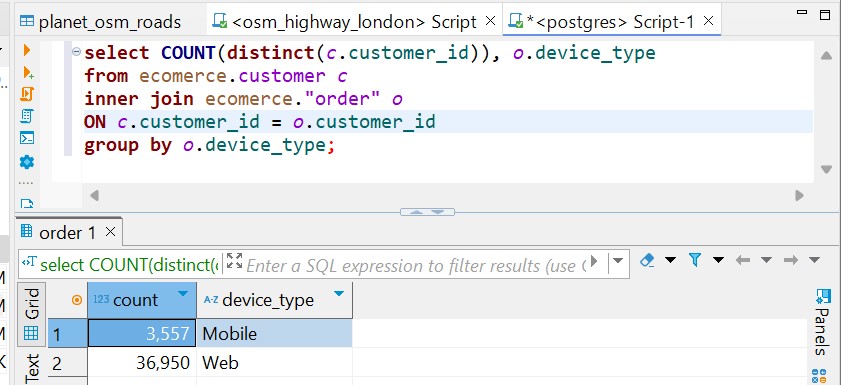 planet_osm_roads
<osm_highway_london> Script
*<postgres> Script-1
select COUNT(distinct(c.customer_id)), o.device_type
from ecomerce.customer c
inner join ecomerce."order" o
ON c.customer_id = o.customer_id
group by o.device_type;
order 1
select COUNT(distinct(
Enter a SQL expression to filter results (use
Grid
123 count
A-Z device_type
1
3,557
Mobile
2
36,950
Web
Text
Panels